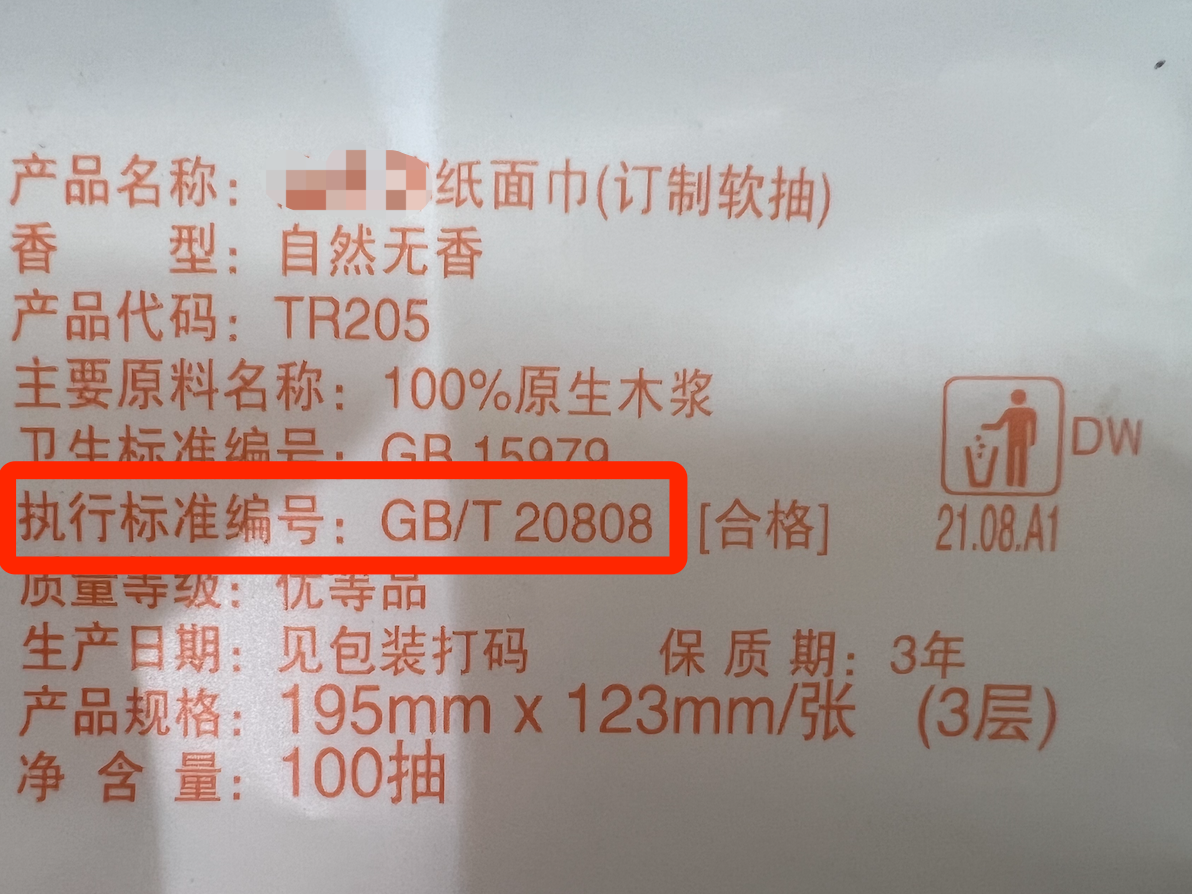 产品名称：纸面巾(订制软抽)
香型：自然无香
产品代码：TR205
主要原料名称：100%原生木浆
卫生标准编号：GB 15979
执行标准编号：GB/T 20808 [合格]
质量等级：优等品
生产日期：见包装打码 保质期：3年
产品规格：195mm x 123mm/张 (3层)
净含量：100抽
DW
21.08.A1